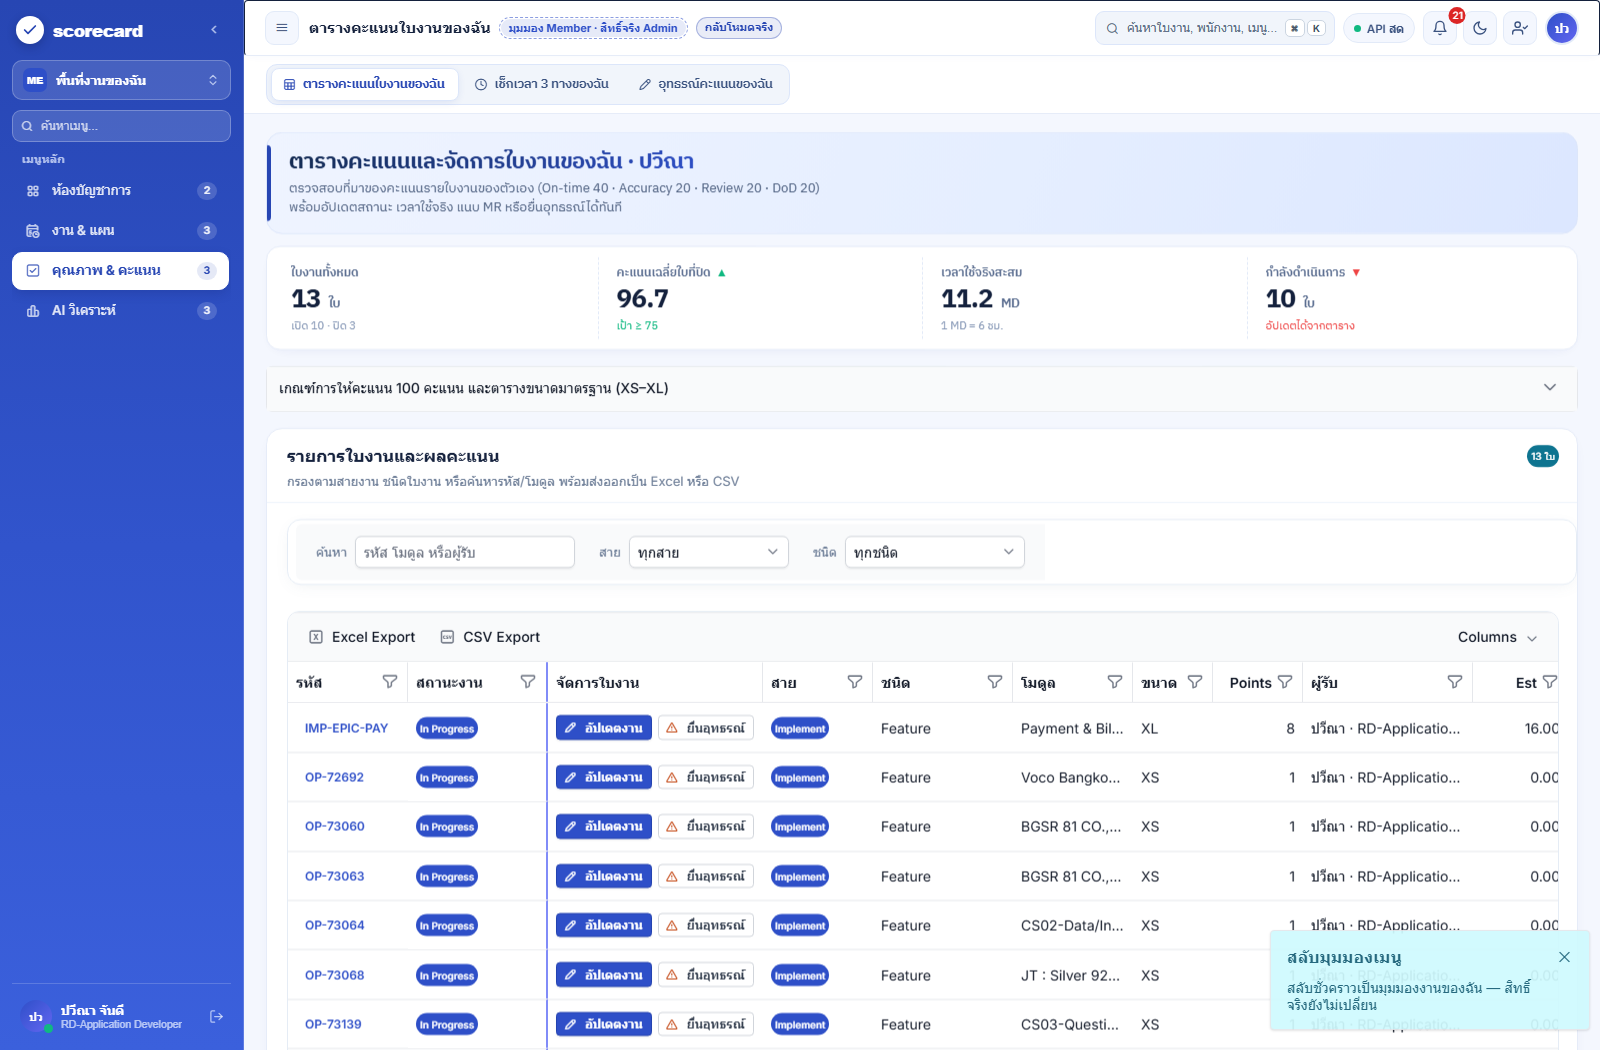 scorecard
ME พื้นที่งานของฉัน
ค้นหาเมนู...
เมนูหลัก
ห้องบัญชาการ 2
งาน & แผน 3
คุณภาพ & คะแนน 3
AI วิเคราะห์ 3
ปว ปวีณา จันดี
RD-Application Developer
ตารางคะแนนใบงานของฉัน มุมมอง Member · สิทธิ์จริง Admin กลับโหมดจริง
ค้นหาใบงาน, พนักงาน, เมนู... ⌘ K API สด 21 ปว
ตารางคะแนนใบงานของฉัน เช็กเวลา 3 ทางของฉัน อุทธรณ์คะแนนของฉัน
ตารางคะแนนและจัดการใบงานของฉัน · ปวีณา
ตรวจสอบที่มาของคะแนนรายใบงานของตัวเอง (On-time 40 · Accuracy 20 · Review 20 · DoD 20)
พร้อมอัปเดตสถานะ เวลาใช้จริง แนบ MR หรือยื่นอุทธรณ์ได้ทันที
ใบงานทั้งหมด คะแนนเฉลี่ยใบที่ปิด ▲ เวลาใช้จริงสะสม กำลังดำเนินการ ▼
13 ใบ 96.7 11.2 MD 10 ใบ
เปิด 10 · ปิด 3 เป้า ≥ 75 1 MD = 6 ชม. อัปเดตได้จากตาราง
เกณฑ์การให้คะแนน 100 คะแนน และตารางขนาดมาตรฐาน (XS–XL)
รายการใบงานและผลคะแนน 13 ใบ
กรองตามสายงาน ชนิดใบงาน หรือค้นหารหัส/โมดูล พร้อมส่งออกเป็น Excel หรือ CSV
ค้นหา รหัส โมดูล หรือผู้รับ สาย ทุกสาย ชนิด ทุกชนิด
Excel Export CSV Export Columns
รหัส สถานะงาน จัดการใบงาน สาย ชนิด โมดูล ขนาด Points ผู้รับ Est
IMP-EPIC-PAY In Progress อัปเดตงาน ยื่นอุทธรณ์ Implement Feature Payment & Bil... XL 8 ปวีณา · RD-Applicatio... 16.00
OP-72692 In Progress อัปเดตงาน ยื่นอุทธรณ์ Implement Feature Voco Bangko... XS 1 ปวีณา · RD-Applicatio... 0.00
OP-73060 In Progress อัปเดตงาน ยื่นอุทธรณ์ Implement Feature BGSR 81 CO.,... XS 1 ปวีณา · RD-Applicatio... 0.00
OP-73063 In Progress อัปเดตงาน ยื่นอุทธรณ์ Implement Feature BGSR 81 CO.,... XS 1 ปวีณา · RD-Applicatio... 0.00
OP-73064 In Progress อัปเดตงาน ยื่นอุทธรณ์ Implement Feature CS02-Data/In... XS 1 ปวีณา · RD-Applicatio... 0.00
OP-73068 In Progress อัปเดตงาน ยื่นอุทธรณ์ Implement Feature JT : Silver 92... XS
OP-73139 In Progress อัปเดตงาน ยื่นอุทธรณ์ Implement Feature CS03-Questi... XS
สลับมุมมองเมนู
สลับชั่วคราวเป็นมุมมองงานของฉัน — สิทธิ์
จริงยังไม่เปลี่ยน